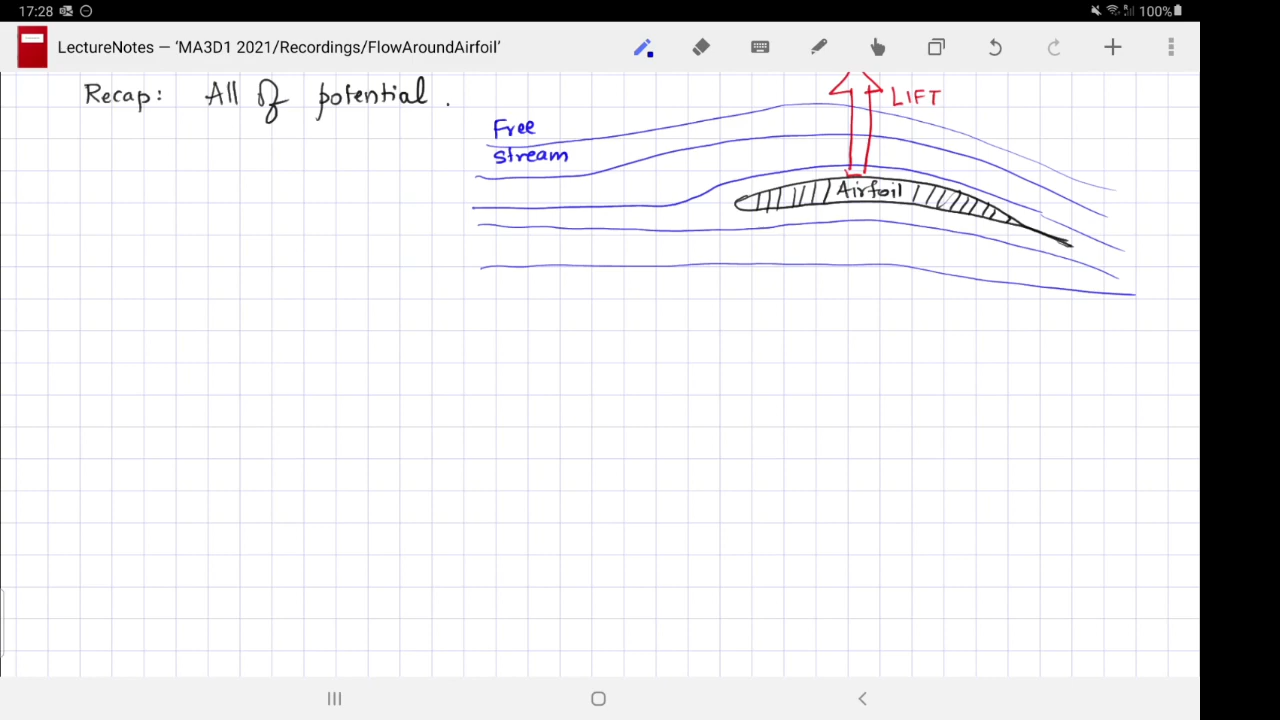 17:28 100%
LectureNotes — ‘MA3D1 2021/Recordings/FlowAroundAirfoil’
Recap: All of potential.
LIFT
Free
stream
Airfoil